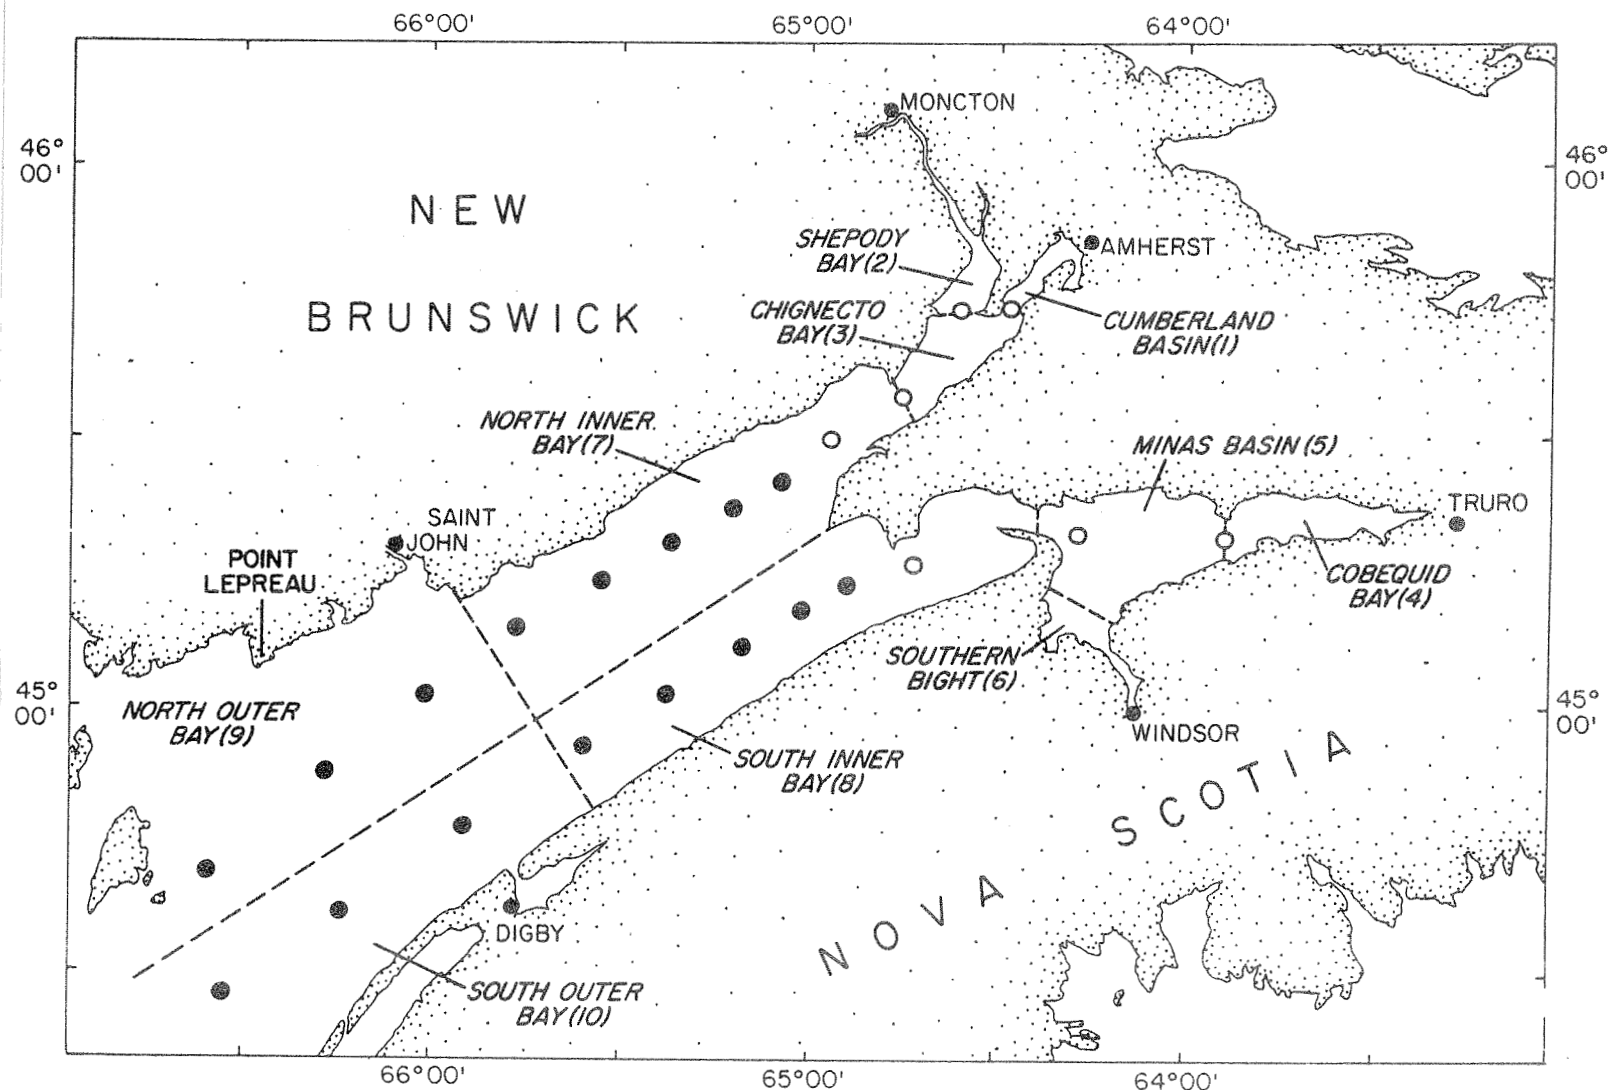 66°00'
65°00'
64°00'
MONCTON
46°
00'
46°
00'
NEW
BRUNSWICK
SHEPODY
BAY(2)
AMHERST
CHIGNECTO
BAY(3)
CUMBERLAND
BASIN(1)
NORTH INNER
BAY(7)
MINAS BASIN(5)
TRURO
SAINT
JOHN
POINT
LEPREAU
COBEQUID
BAY(4)
SOUTHERN
BIGHT(6)
45°
00'
45°
00'
NORTH OUTER
BAY(9)
WINDSOR
SOUTH INNER
BAY(8)
NOVA SCOTIA
DIGBY
SOUTH OUTER
BAY(10)
66°00'
65°00'
64°00'